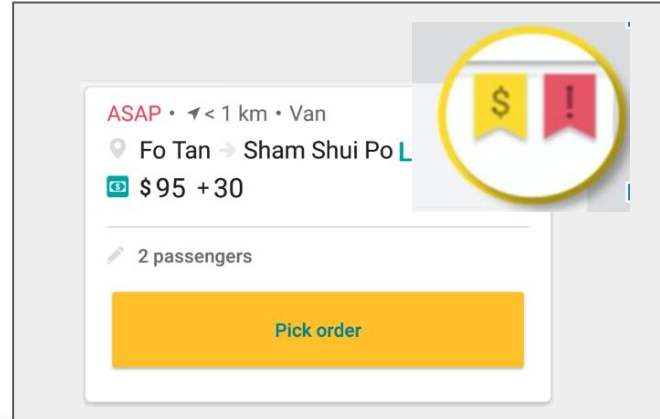 ASAP • < 1 km • Van
Fo Tan → Sham Shui Po L
$ 95 +30
2 passengers
Pick order
$ !